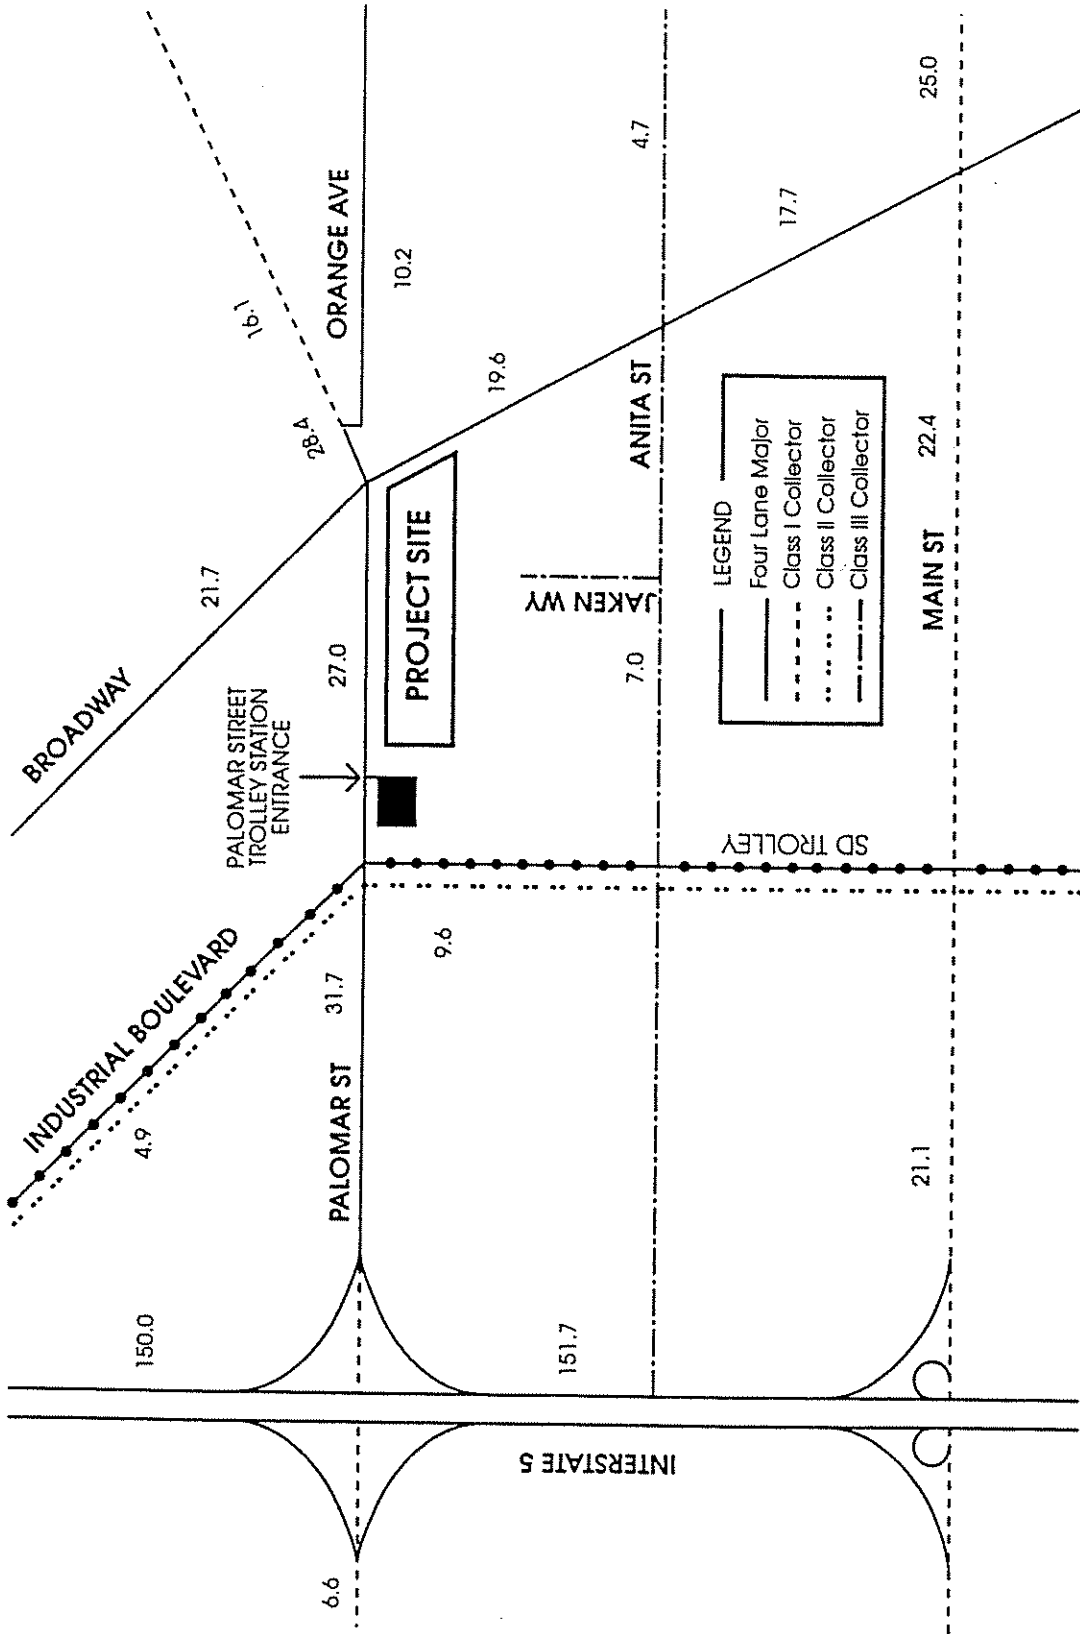 BROADWAY
21.7
28.4
16.1
ORANGE AVE
10.2
INDUSTRIAL BOULEVARD
4.9
PALOMAR STREET
TROLLEY STATION
ENTRANCE
27.0
PROJECT SITE
19.6
150.0
PALOMAR ST
31.7
6.6
9.6
JAKEN WY
ANITA ST
7.0
4.7
17.7
151.7
INTERSTATE 5
SD TROLLEY
LEGEND
Four Lane Major
Class I Collector
Class II Collector
Class III Collector
MAIN ST
21.1
22.4
25.0